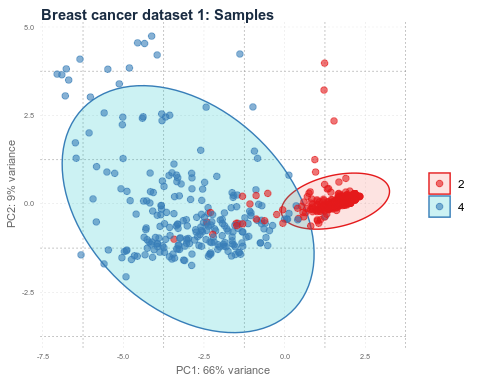 Breast cancer dataset 1: Samples
5.0
2.5
0.0
-2.5
PC2: 9% variance
-7.5 -5.0 -2.5 0.0 2.5
PC1: 66% variance
2
4